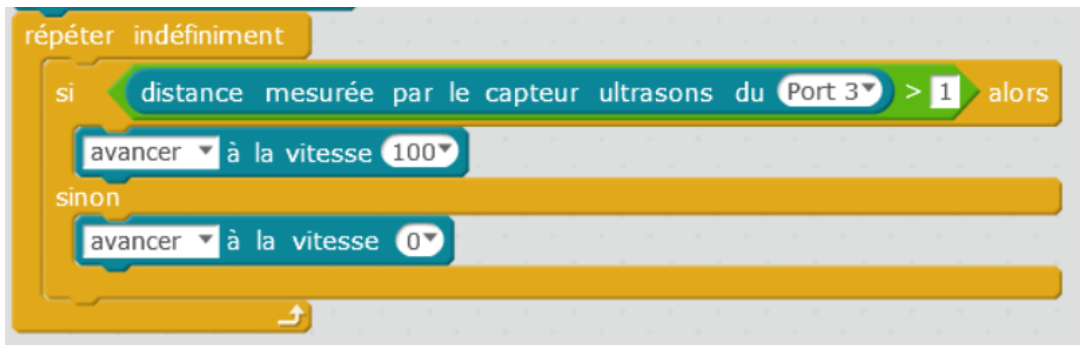 répéter indéfiniment
si distance mesurée par le capteur ultrasons du Port 3 > 1 alors
avancer à la vitesse 100
sinon
avancer à la vitesse 0